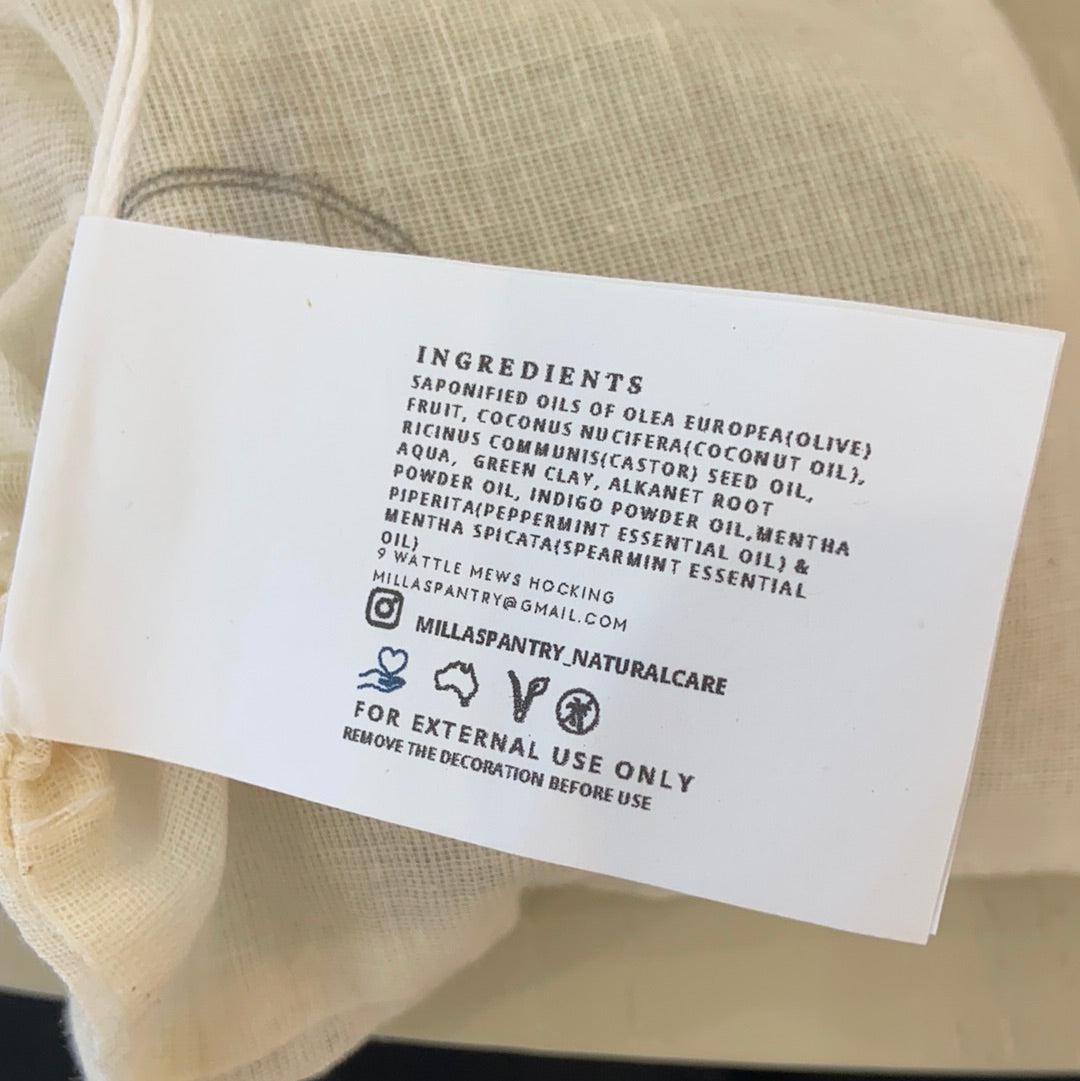 INGREDIENTS
SAPONIFIED OILS OF OLEA EUROPEA(OLIVE)
FRUIT, COCONUS NUCIFERA(COCONUT OIL),
RICINUS COMMUNIS(CASTOR) SEED OIL,
AQUA, GREEN CLAY, ALKANET ROOT
POWDER OIL, INDIGO POWDER OIL,MENTHA
PIPERITA(PEPPERMINT ESSENTIAL OIL) &
MENTHA SPICATA(SPEARMINT ESSENTIAL
OIL)
9 WATTLE MEWS HOCKING
MILLASPANTRY@GMAIL.COM
MILLASPANTRY_NATURALCARE
FOR EXTERNAL USE ONLY
REMOVE THE DECORATION BEFORE USE